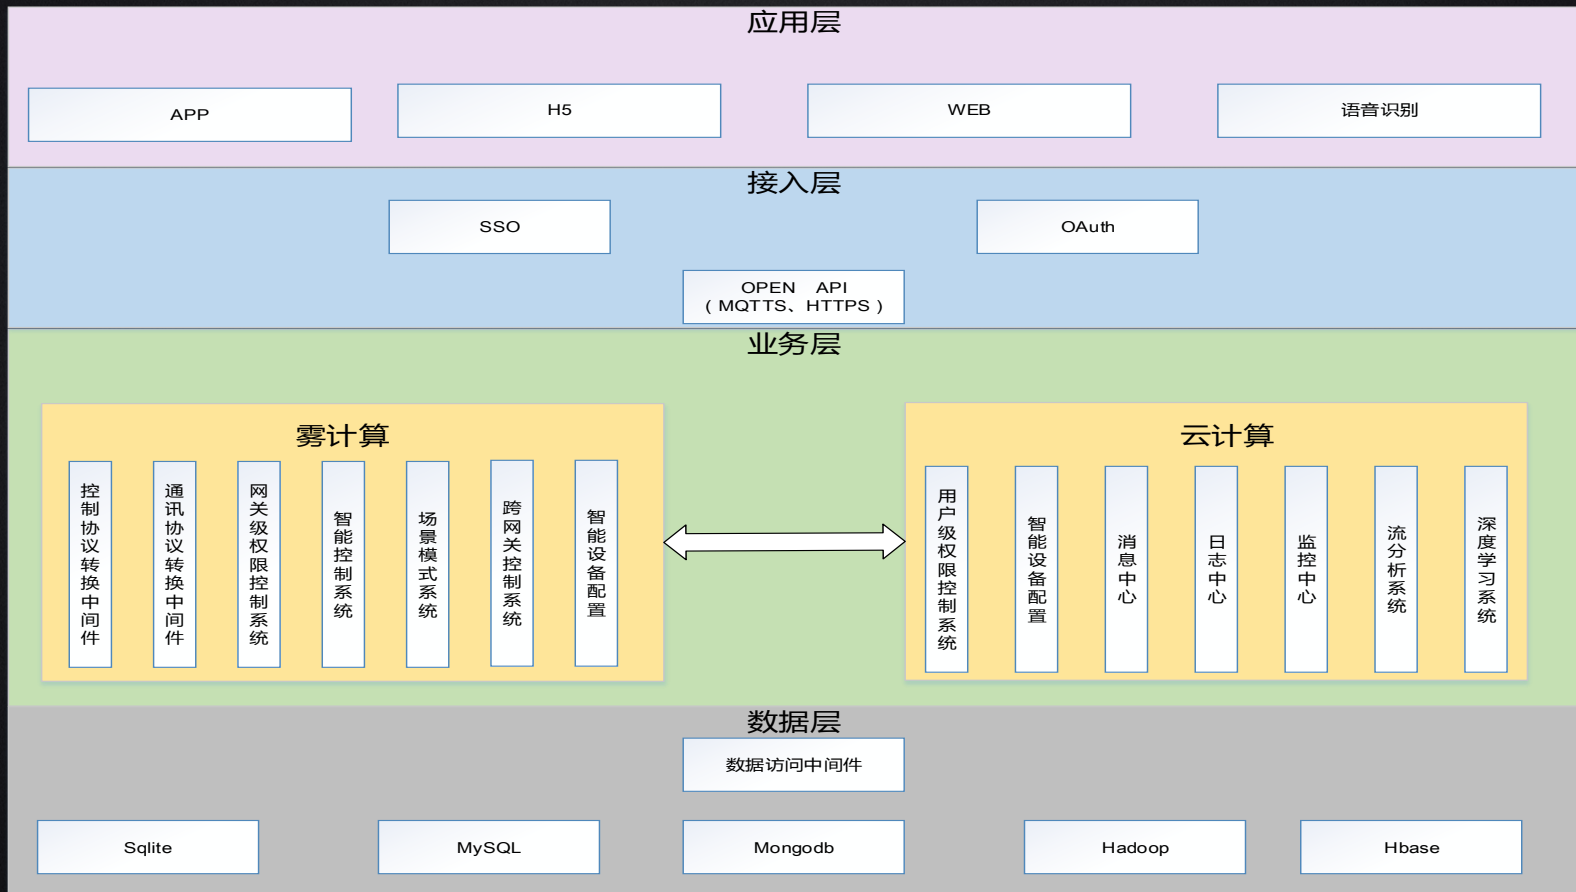 应用层
APP
H5
WEB
语音识别
接入层
SSO
OAuth
OPEN API
（MQTTS、HTTPS）
业务层
雾计算
控制协议转换中间件
通讯协议转换中间件
网关级权限控制系统
智能控制系统
场景模式系统
跨网关控制系统
智能设备配置
云计算
用户级权限控制系统
智能设备配置
消息中心
日志中心
监控中心
流分析系统
深度学习系统
数据层
数据访问中间件
Sqlite
MySQL
Mongodb
Hadoop
Hbase